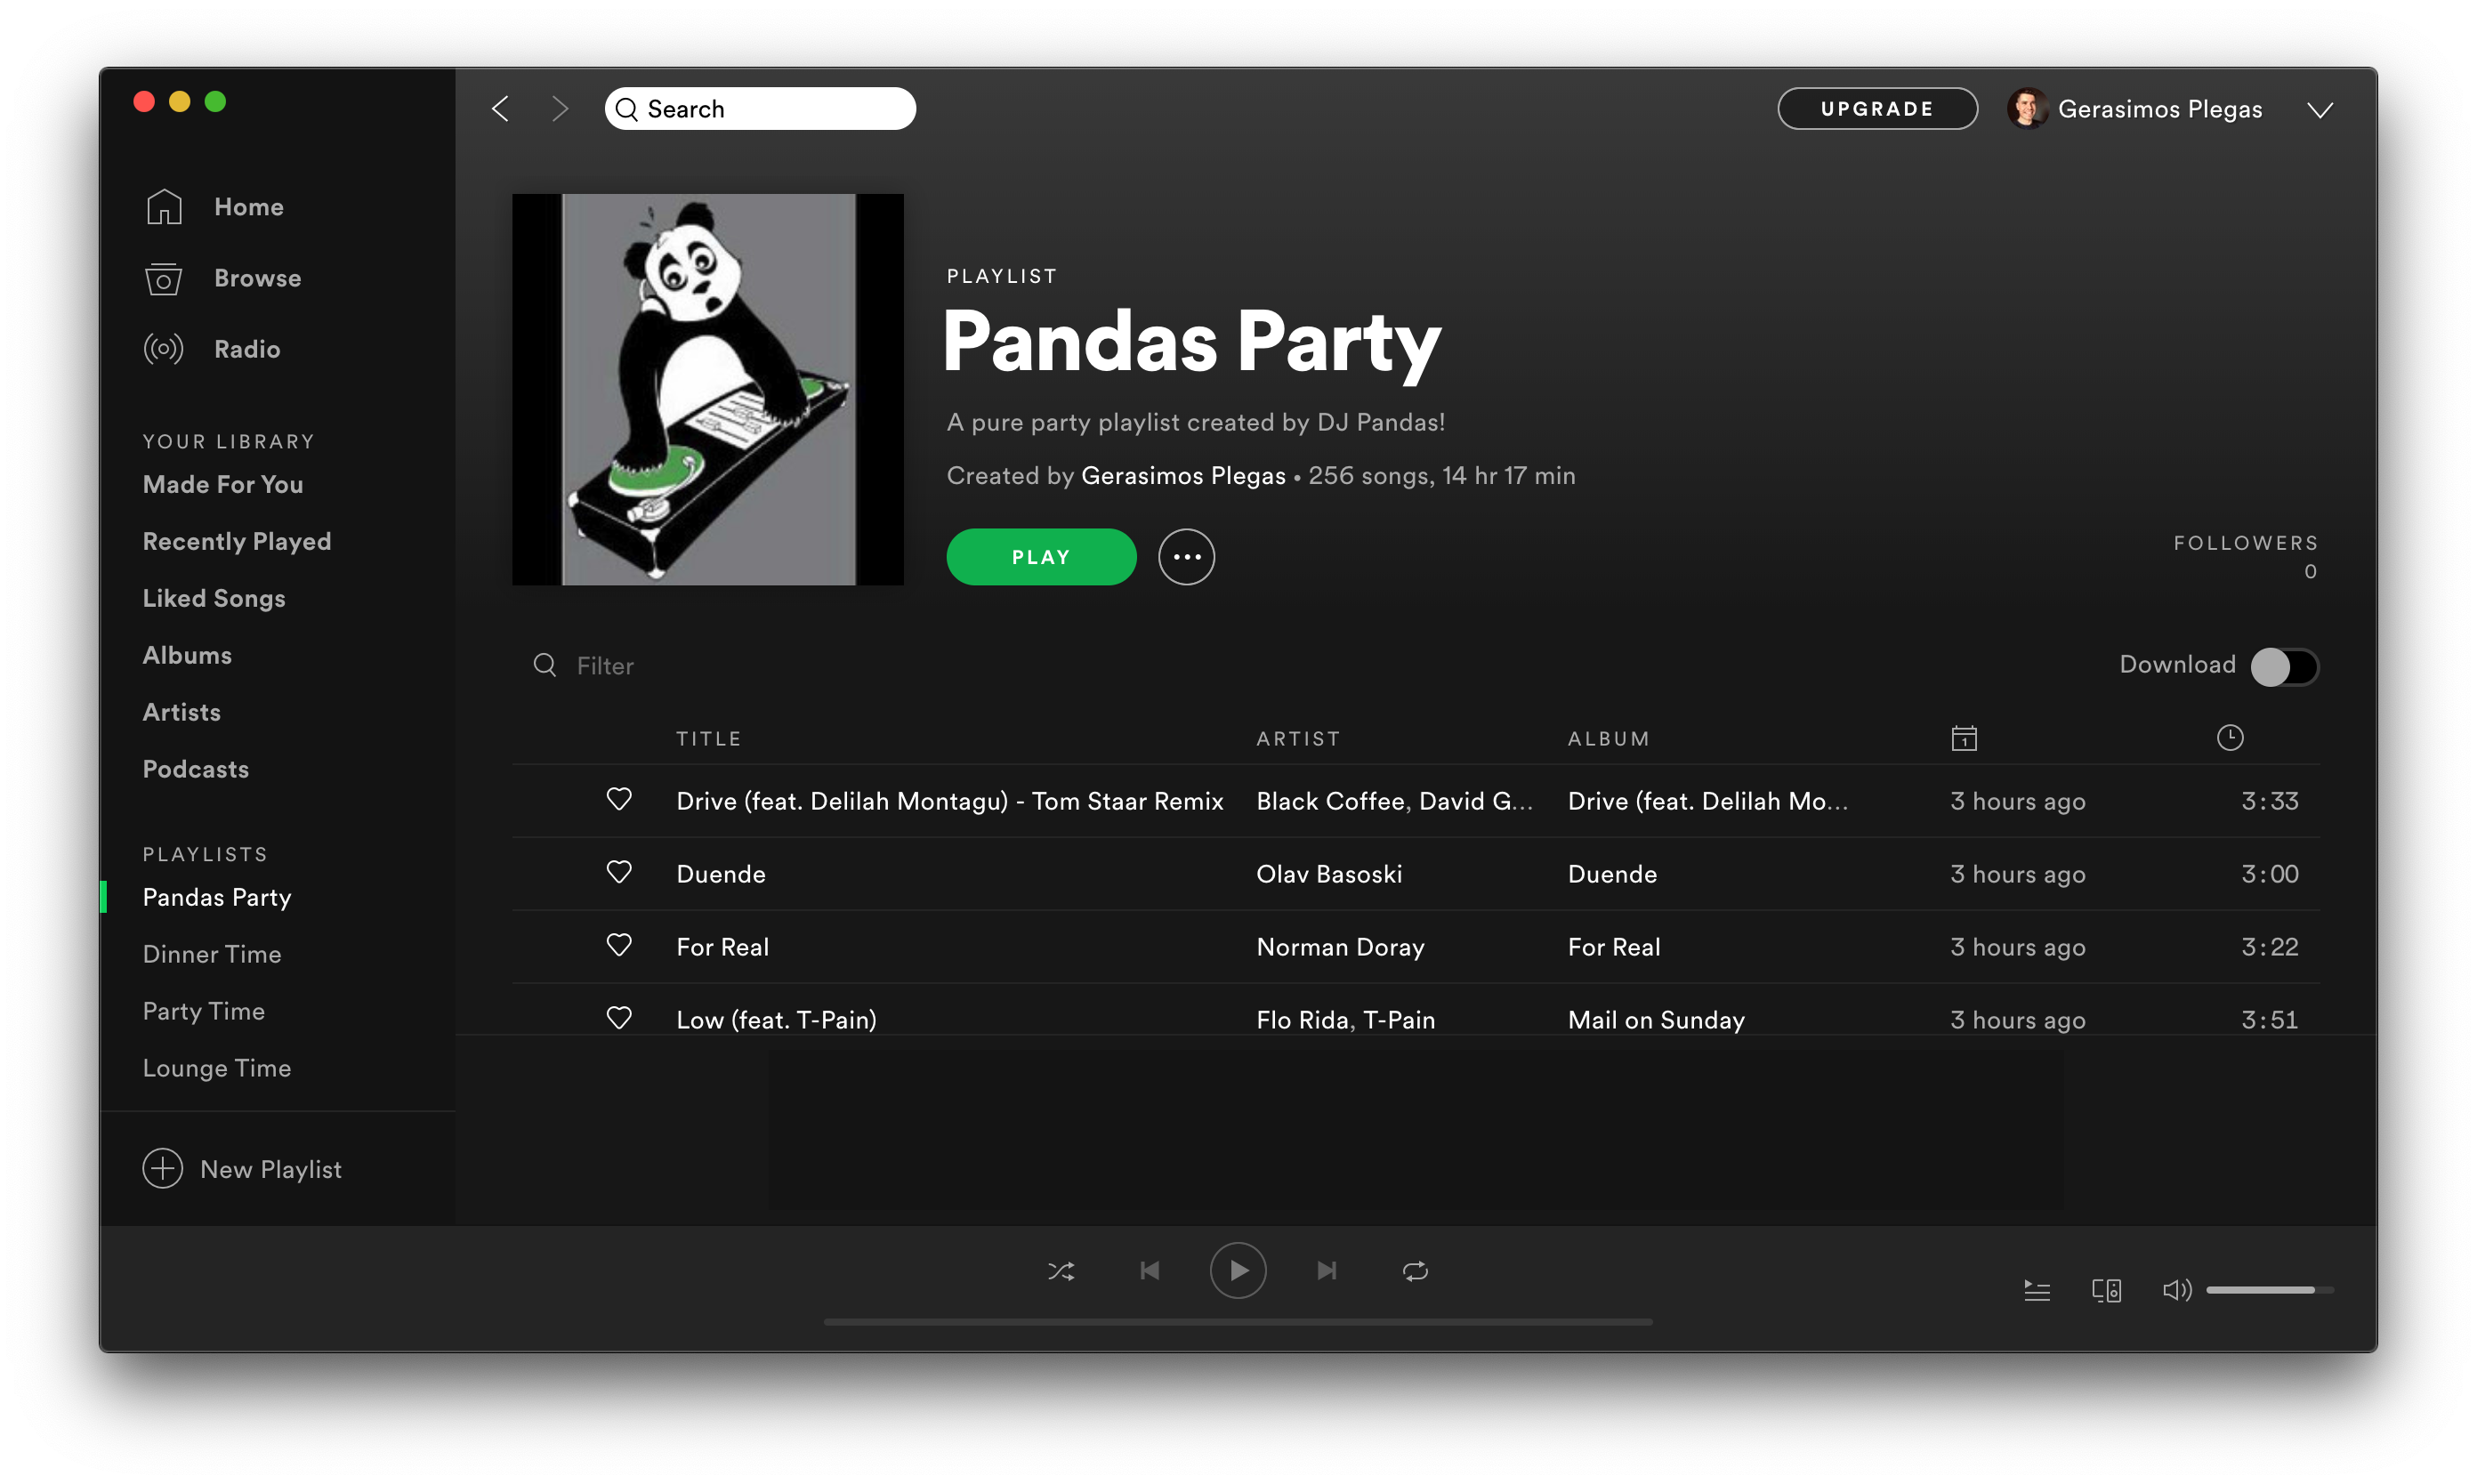 Search
UPGRADE
Gerasimos Plegas
Home
Browse
Radio
YOUR LIBRARY
Made For You
Recently Played
Liked Songs
Albums
Artists
Podcasts
PLAYLISTS
Pandas Party
Dinner Time
Party Time
Lounge Time
New Playlist
PLAYLIST
Pandas Party
A pure party playlist created by DJ Pandas!
Created by Gerasimos Plegas • 256 songs, 14 hr 17 min
PLAY
FOLLOWERS
0
Filter
Download
TITLE ARTIST ALBUM 1
Drive (feat. Delilah Montagu) - Tom Staar Remix Black Coffee, David G... Drive (feat. Delilah Mo... 3 hours ago 3:33
Duende Olav Basoski Duende 3 hours ago 3:00
For Real Norman Doray For Real 3 hours ago 3:22
Low (feat. T-Pain) Flo Rida, T-Pain Mail on Sunday 3 hours ago 3:51